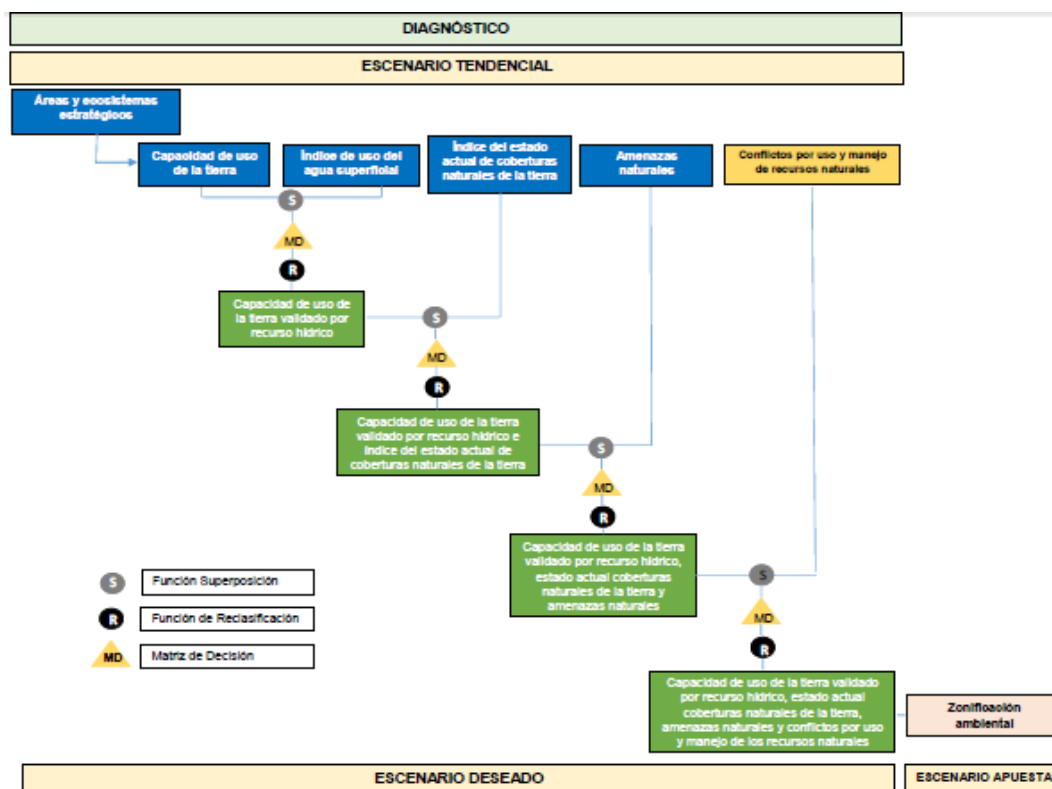 DIAGNÓSTICO
ESCENARIO TENDENCIAL
Áreas y ecosistemas
estratégicos
Capacidad de uso
de la tierra
Índice de uso del
agua superficial
Índice del estado
actual de coberturas
naturales de la tierra
Amenazas
naturales
Conflictos por uso y manejo
de recursos naturales
S
MD
R
Capacidad de uso de
la tierra validado por
recurso hídrico
S
MD
R
Capacidad de uso de la tierra
validado por recurso hídrico e
índice del estado actual de
coberturas naturales de la tierra
S
MD
R
Capacidad de uso de la tierra
validado por recurso hídrico,
estado actual coberturas
naturales de la tierra y
amenazas naturales
S
MD
R
Capacidad de uso de la tierra validado
por recurso hídrico, estado actual
coberturas naturales de la tierra,
amenazas naturales y conflictos por uso
y manejo de los recursos naturales
Zonificación
ambiental
S Función Superposición
R Función de Reclasificación
MD Matriz de Decisión
ESCENARIO DESEADO
ESCENARIO APUESTA